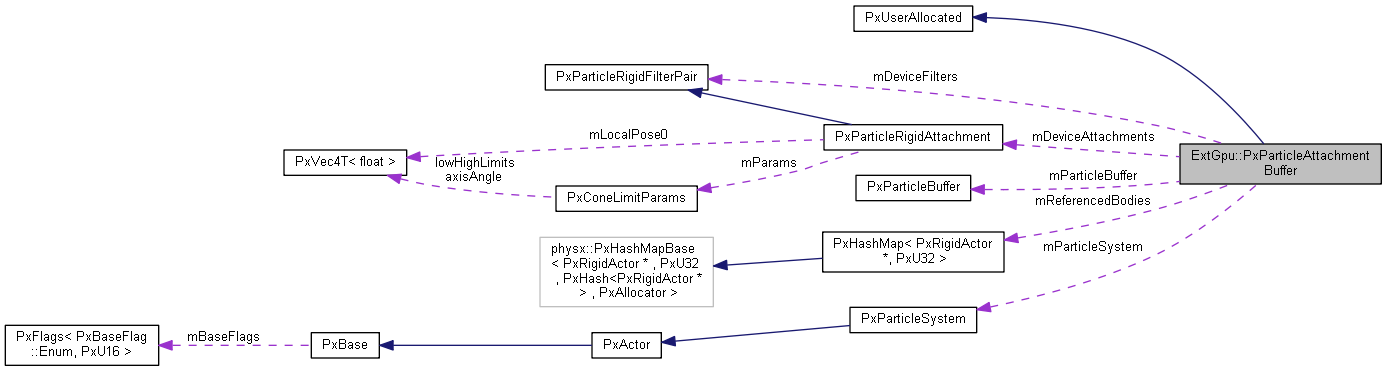 PxUserAllocated
PxParticleRigidFilterPair
mDeviceFilters
mLocalPose0
PxParticleRigidAttachment
mDeviceAttachments
PxVec4T< float >
lowHighLimits
axisAngle
mParams
ExtGpu::PxParticleAttachment
Buffer
PxConeLimitParams
PxParticleBuffer
mParticleBuffer
mReferencedBodies
physx::PxHashMapBase
< PxRigidActor * , PxU32
, PxHash<PxRigidActor *
> , PxAllocator >
PxHashMap< PxRigidActor
*, PxU32 >
mParticleSystem
PxParticleSystem
PxFlags< PxBaseFlag
::Enum, PxU16 >
mBaseFlags
PxBase
PxActor